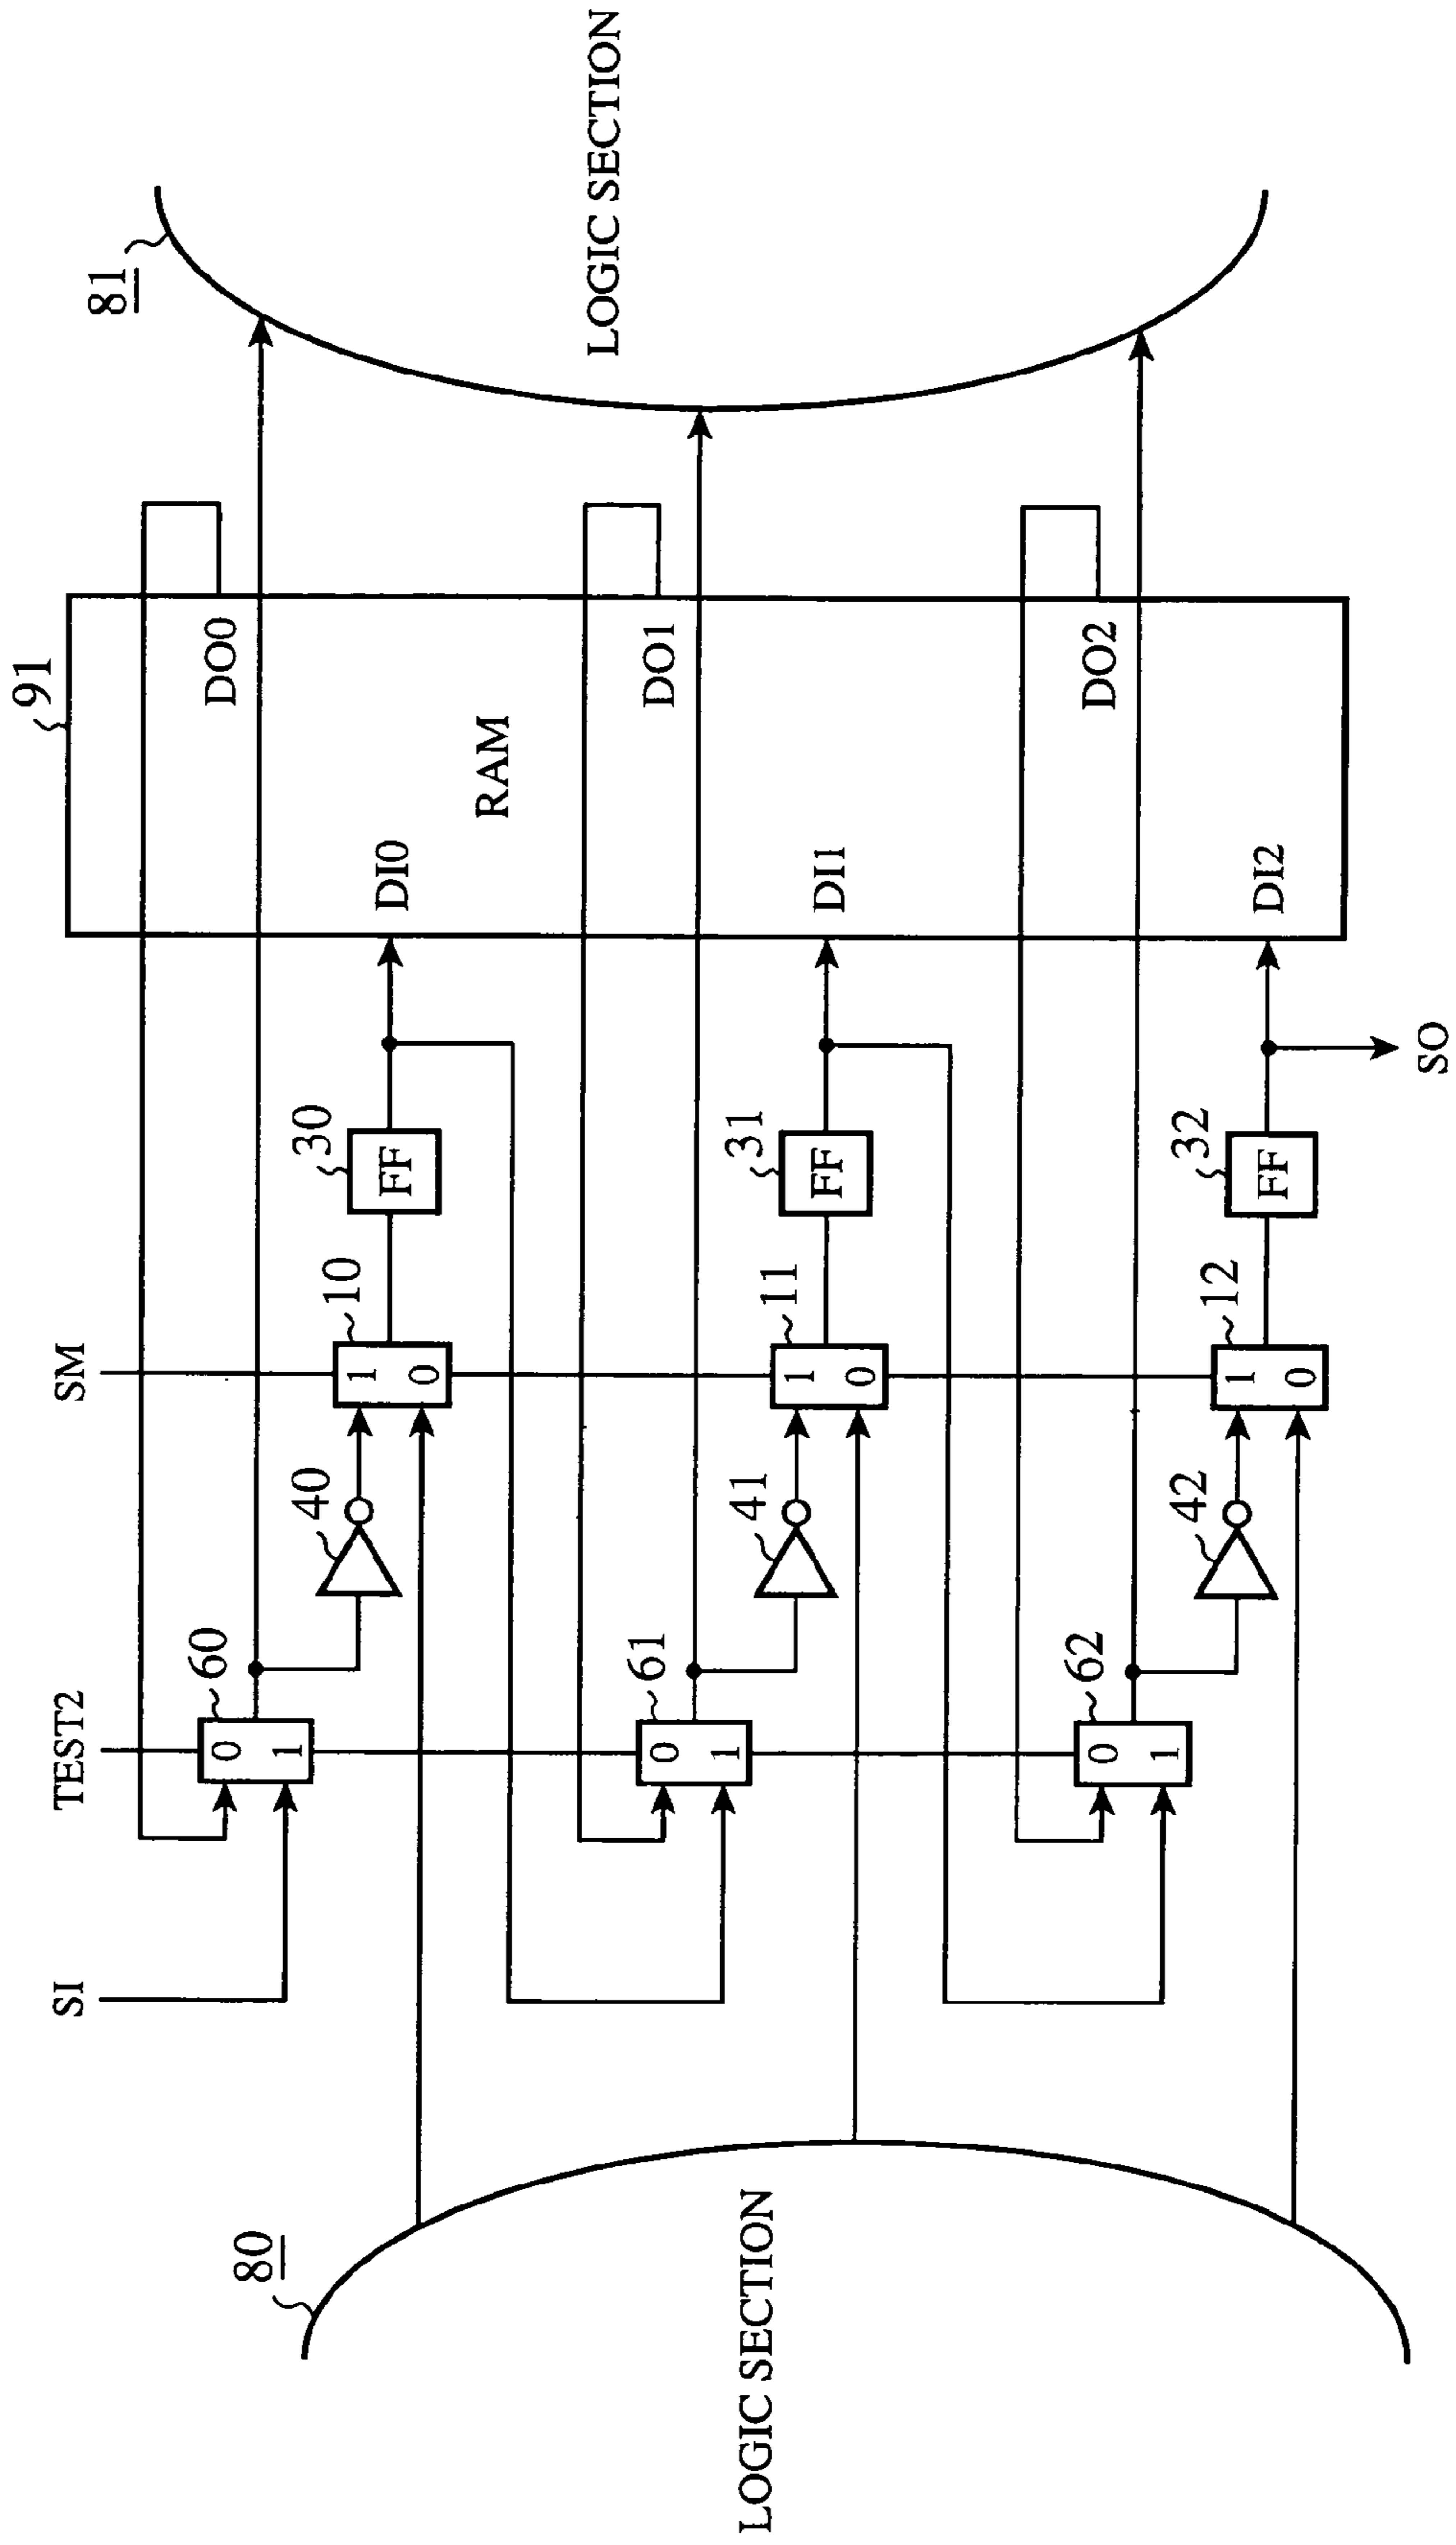 SI
TEST2
SM
91
81
80
60
40
10
30
0
1
1
0
FF
DI0
DO0
RAM
61
41
11
31
0
1
1
0
FF
DI1
DO1
62
42
12
32
0
1
1
0
FF
DI2
DO2
SO
LOGIC SECTION
LOGIC SECTION